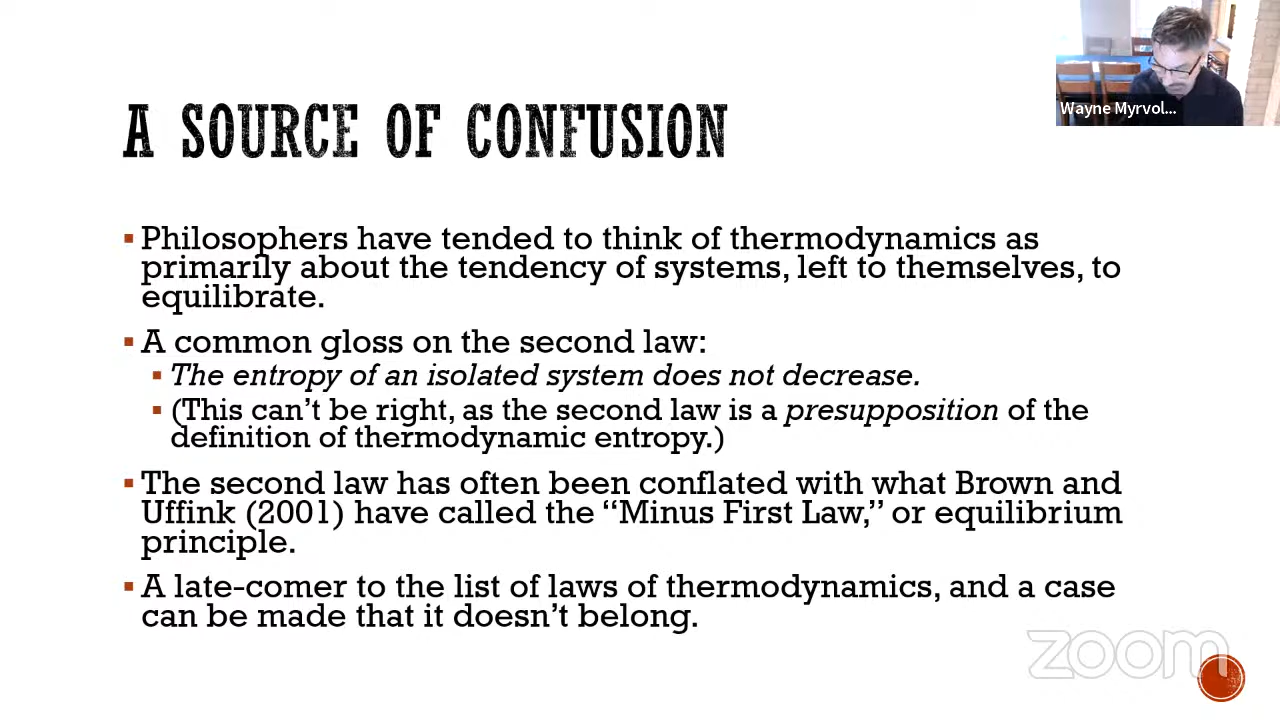 Wayne Myrvol...
A SOURCE OF CONFUSION
▪ Philosophers have tended to think of thermodynamics as
primarily about the tendency of systems, left to themselves, to
equilibrate.
▪ A common gloss on the second law:
▪ The entropy of an isolated system does not decrease.
▪ (This can't be right, as the second law is a presupposition of the
definition of thermodynamic entropy.)
▪ The second law has often been conflated with what Brown and
Uffink (2001) have called the “Minus First Law,” or equilibrium
principle.
▪ A late-comer to the list of laws of thermodynamics, and a case
can be made that it doesn't belong.
zoom